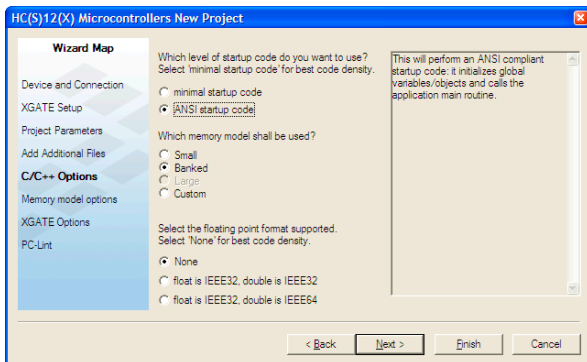 HC(S)12(X) Microcontrollers New Project
Wizard Map
Device and Connection
XGATE Setup
Project Parameters
Add Additional Files
C/C++ Options
Memory model options
XGATE Options
PC-Lint
Which level of startup code do you want to use?
Select 'minimal startup code' for best code density.
minimal startup code
ANSI startup code
Which memory model shall be used?
Small
Banked
Large
Custom
Select the floating point format supported.
Select 'None' for best code density.
None
float is IEEE32, double is IEEE32
float is IEEE32, double is IEEE64
This will perform an ANSI compliant
startup code: it initializes global
variables/objects and calls the
application main routine.
< Back
Next >
Finish
Cancel